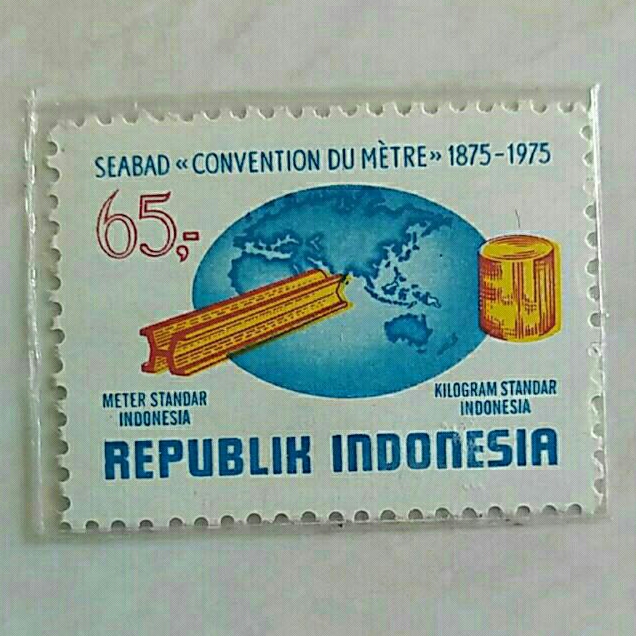 SEABAD «CONVENTION DU MÈTRE» 1875-1975
65,-
METER STANDAR
INDONESIA
KILOGRAM STANDAR
INDONESIA
REPUBLIK INDONESIA